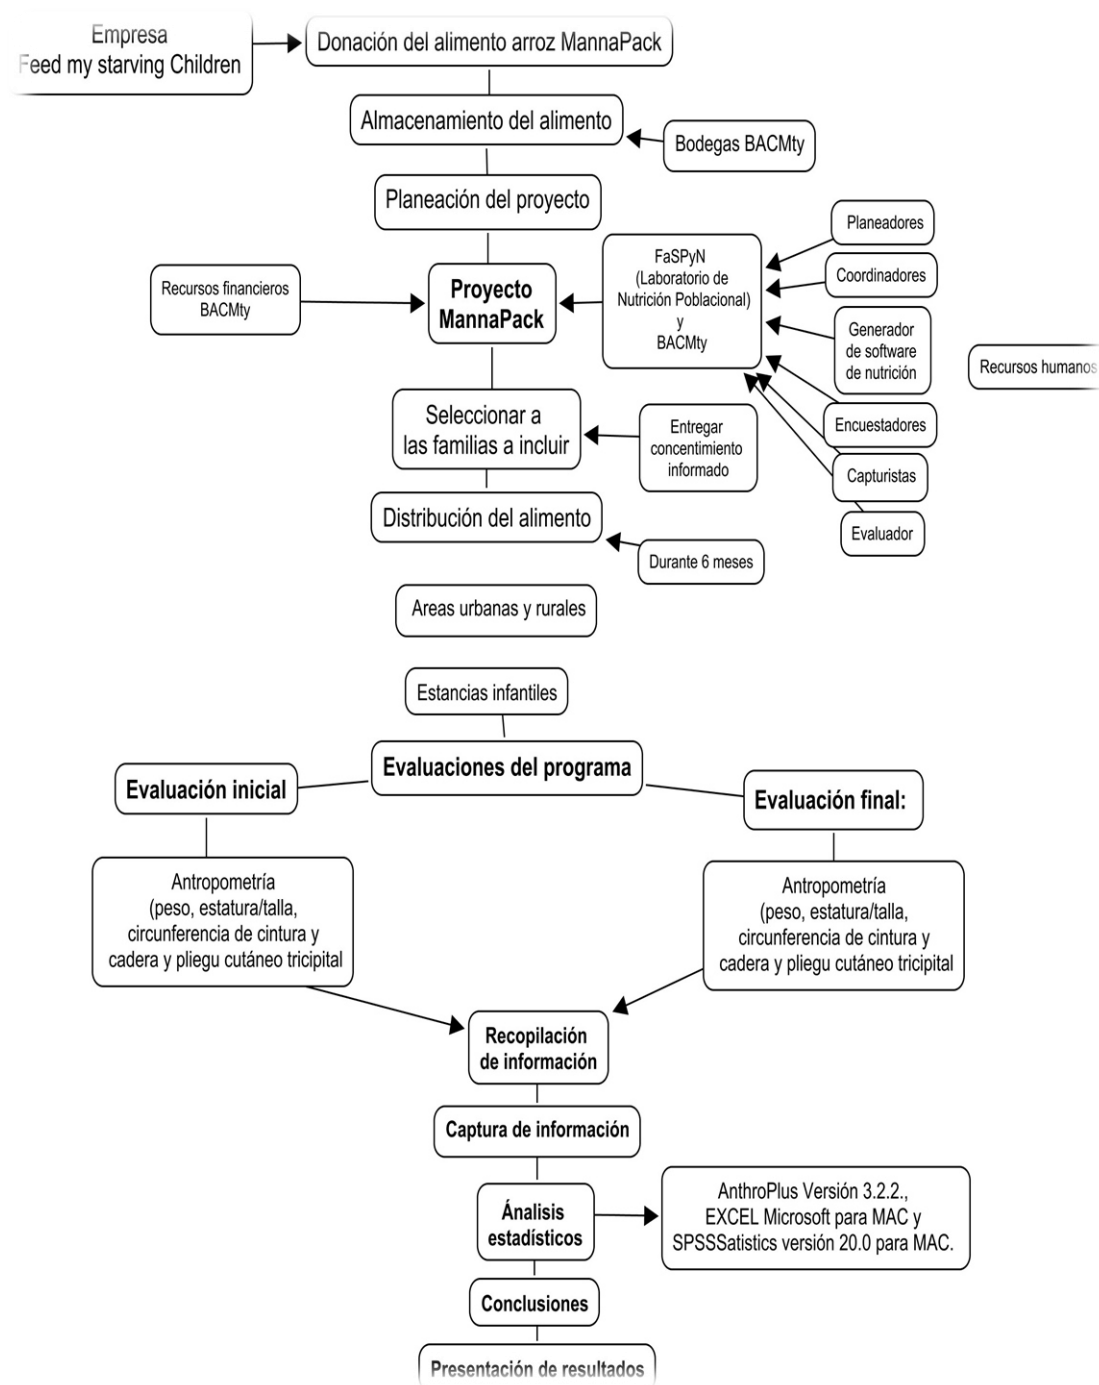 Empresa
Feed my starving Children
Donación del alimento arroz MannaPack
Almacenamiento del alimento
Bodegas BACMty
Planeación del proyecto
Planeadores
FaSPyN
(Laboratorio de
Nutrición Poblacional)
y
BACMty
Coordinadores
Recursos financieros
BACMty
Proyecto
MannaPack
Generador
de software
de nutrición
Recursos humanos
Seleccionar a
las familias a incluir
Entregar
concentimiento
informado
Encuestadores
Capturistas
Distribución del alimento
Evaluador
Durante 6 meses
Areas urbanas y rurales
Estancias infantiles
Evaluaciones del programa
Evaluación inicial
Evaluación final:
Antropometría
(peso, estatura/talla,
circunferencia de cintura y
cadera y pliegu cutáneo tricipital
Antropometría
(peso, estatura/talla,
circunferencia de cintura y
cadera y pliegu cutáneo tricipital
Recopilación
de información
Captura de información
Ánalisis
estadísticos
AnthroPlus Versión 3.2.2.,
EXCEL Microsoft para MAC y
SPSSSatistics versión 20.0 para MAC.
Conclusiones
Presentación de resultados